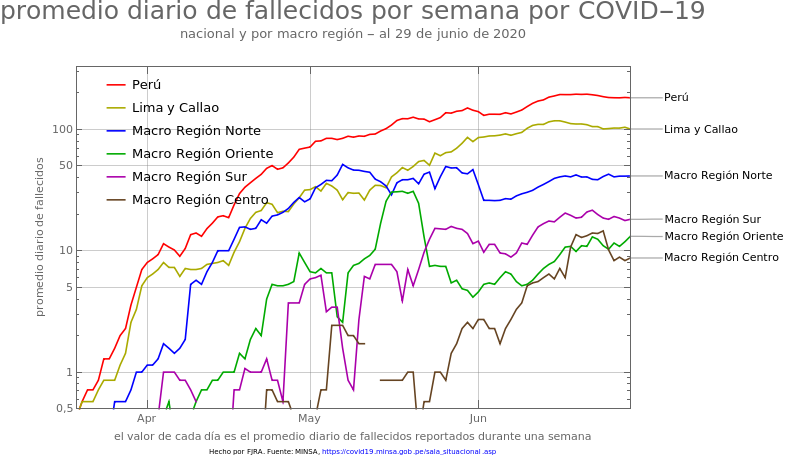 promedio diario de fallecidos por semana por COVID‒19
nacional y por macro región – al 29 de junio de 2020
Perú
Lima y Callao
Macro Región Norte
Macro Región Oriente
Macro Región Sur
Macro Región Centro
promedio diario de fallecidos
100
50
10
5
1
0,5
Apr
May
Jun
Perú
Lima y Callao
Macro Región Norte
Macro Región Sur
Macro Región Oriente
Macro Región Centro
el valor de cada día es el promedio diario de fallecidos reportados durante una semana
Hecho por FJRA. Fuente: MINSA, https://covid19.minsa.gob.pe/sala_situacional .asp